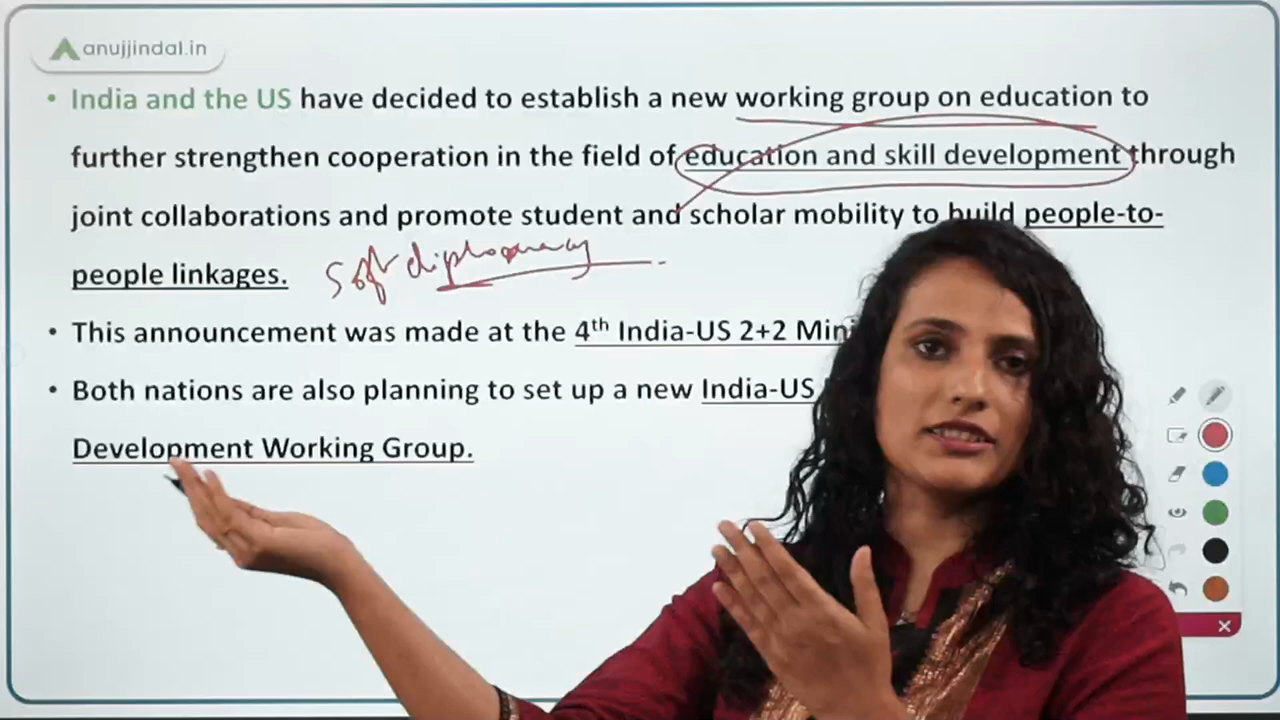 anujjindal.in
• India and the US have decided to establish a new working group on education to
further strengthen cooperation in the field of education and skill development through
joint collaborations and promote student and scholar mobility to build people-to-
people linkages. Soft diplomacy
• This announcement was made at the 4th India-US 2+2
• Both nations are also planning to set up a new India-US
Development Working Group.